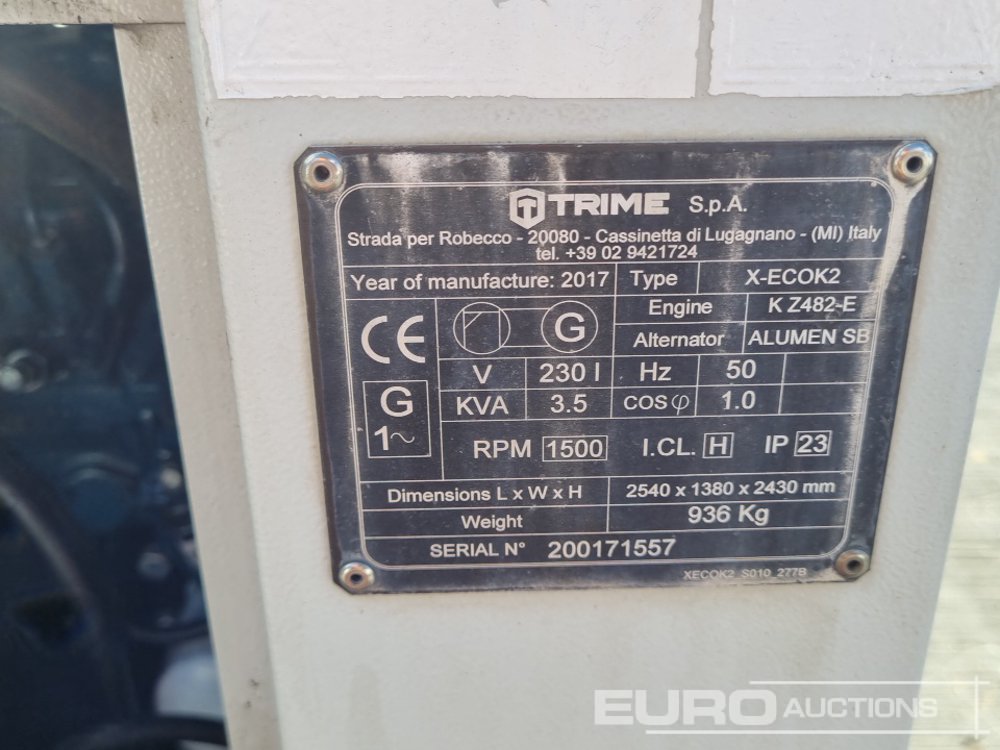 TRIME S.p.A.
Strada per Robecco - 20080 - Cassinetta di Lugagnano - (MI) Italy
tel. +39 02 9421724
Year of manufacture: 2017 Type X-ECOK2
Engine K Z482-E
CE G Alternator ALUMEN SB
V 230 I Hz 50
G KVA 3.5 COS φ 1.0
1~ RPM 1500 I.CL. H IP 23
Dimensions L x W x H 2540 x 1380 x 2430 mm
Weight 936 Kg
SERIAL N° 200171557
XECOK2_S010_277B
EURO AUCTIONS